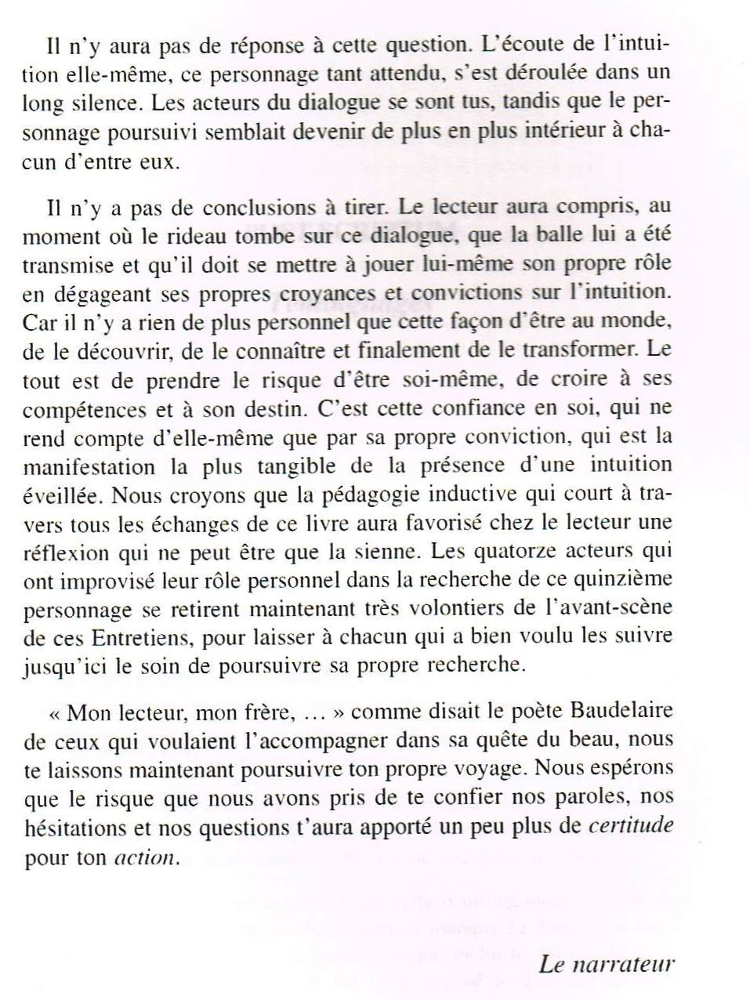 Il n'y aura pas de réponse à cette question. L'écoute de l'intui-
tion elle-même, ce personnage tant attendu, s'est déroulée dans un
long silence. Les acteurs du dialogue se sont tus, tandis que le per-
sonnage poursuivi semblait devenir de plus en plus intérieur à cha-
cun d'entre eux.
Il n'y a pas de conclusions à tirer. Le lecteur aura compris, au
moment où le rideau tombe sur ce dialogue, que la balle lui a été
transmise et qu'il doit se mettre à jouer lui-même son propre rôle
en dégageant ses propres croyances et convictions sur l'intuition.
Car il n'y a rien de plus personnel que cette façon d'être au monde,
de le découvrir, de le connaître et finalement de le transformer. Le
tout est de prendre le risque d'être soi-même, de croire à ses
compétences et à son destin. C'est cette confiance en soi, qui ne
rend compte d'elle-même que par sa propre conviction, qui est la
manifestation la plus tangible de la présence d'une intuition
éveillée. Nous croyons que la pédagogie inductive qui court à tra-
vers tous les échanges de ce livre aura favorisé chez le lecteur une
réflexion qui ne peut être que la sienne. Les quatorze acteurs qui
ont improvisé leur rôle personnel dans la recherche de ce quinzième
personnage se retirent maintenant très volontiers de l'avant-scène
de ces Entretiens, pour laisser à chacun qui a bien voulu les suivre
jusqu'ici le soin de poursuivre sa propre recherche.
« Mon lecteur, mon frère, ... » comme disait le poète Baudelaire
de ceux qui voulaient l'accompagner dans sa quête du beau, nous
te laissons maintenant poursuivre ton propre voyage. Nous espérons
que le risque que nous avons pris de te confier nos paroles, nos
hésitations et nos questions t'aura apporté un peu plus de certitude
pour ton action.
Le narrateur